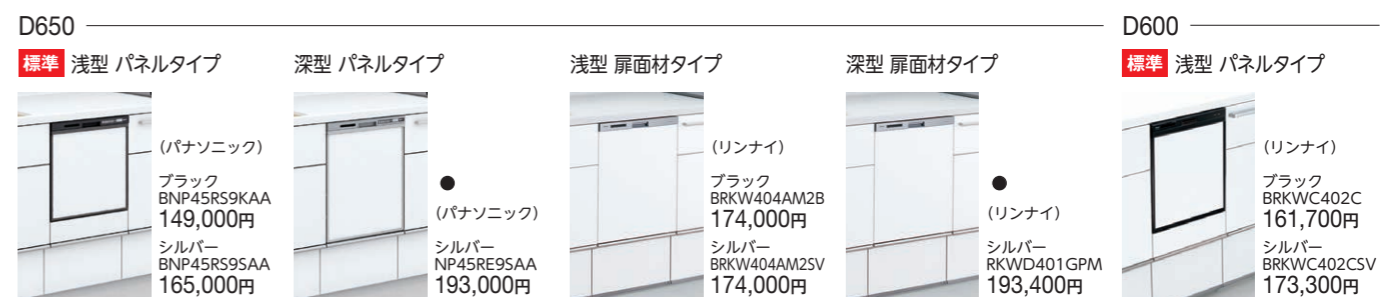 D650
標準 浅型 パネルタイプ
(パナソニック)
ブラック
BNP45RS9KAA
149,000円
シルバー
BNP45RS9SAA
165,000円
深型 パネルタイプ
●
(パナソニック)
シルバー
NP45RE9SAA
193,000円
浅型 扉面材タイプ
(リンナイ)
ブラック
BRKW404AM2B
174,000円
シルバー
BRKW404AM2SV
174,000円
深型 扉面材タイプ
●
(リンナイ)
シルバー
RKWD401GPM
193,400円
D600
標準 浅型 パネルタイプ
(リンナイ)
ブラック
BRKWC402C
161,700円
シルバー
BRKWC402CSV
173,300円